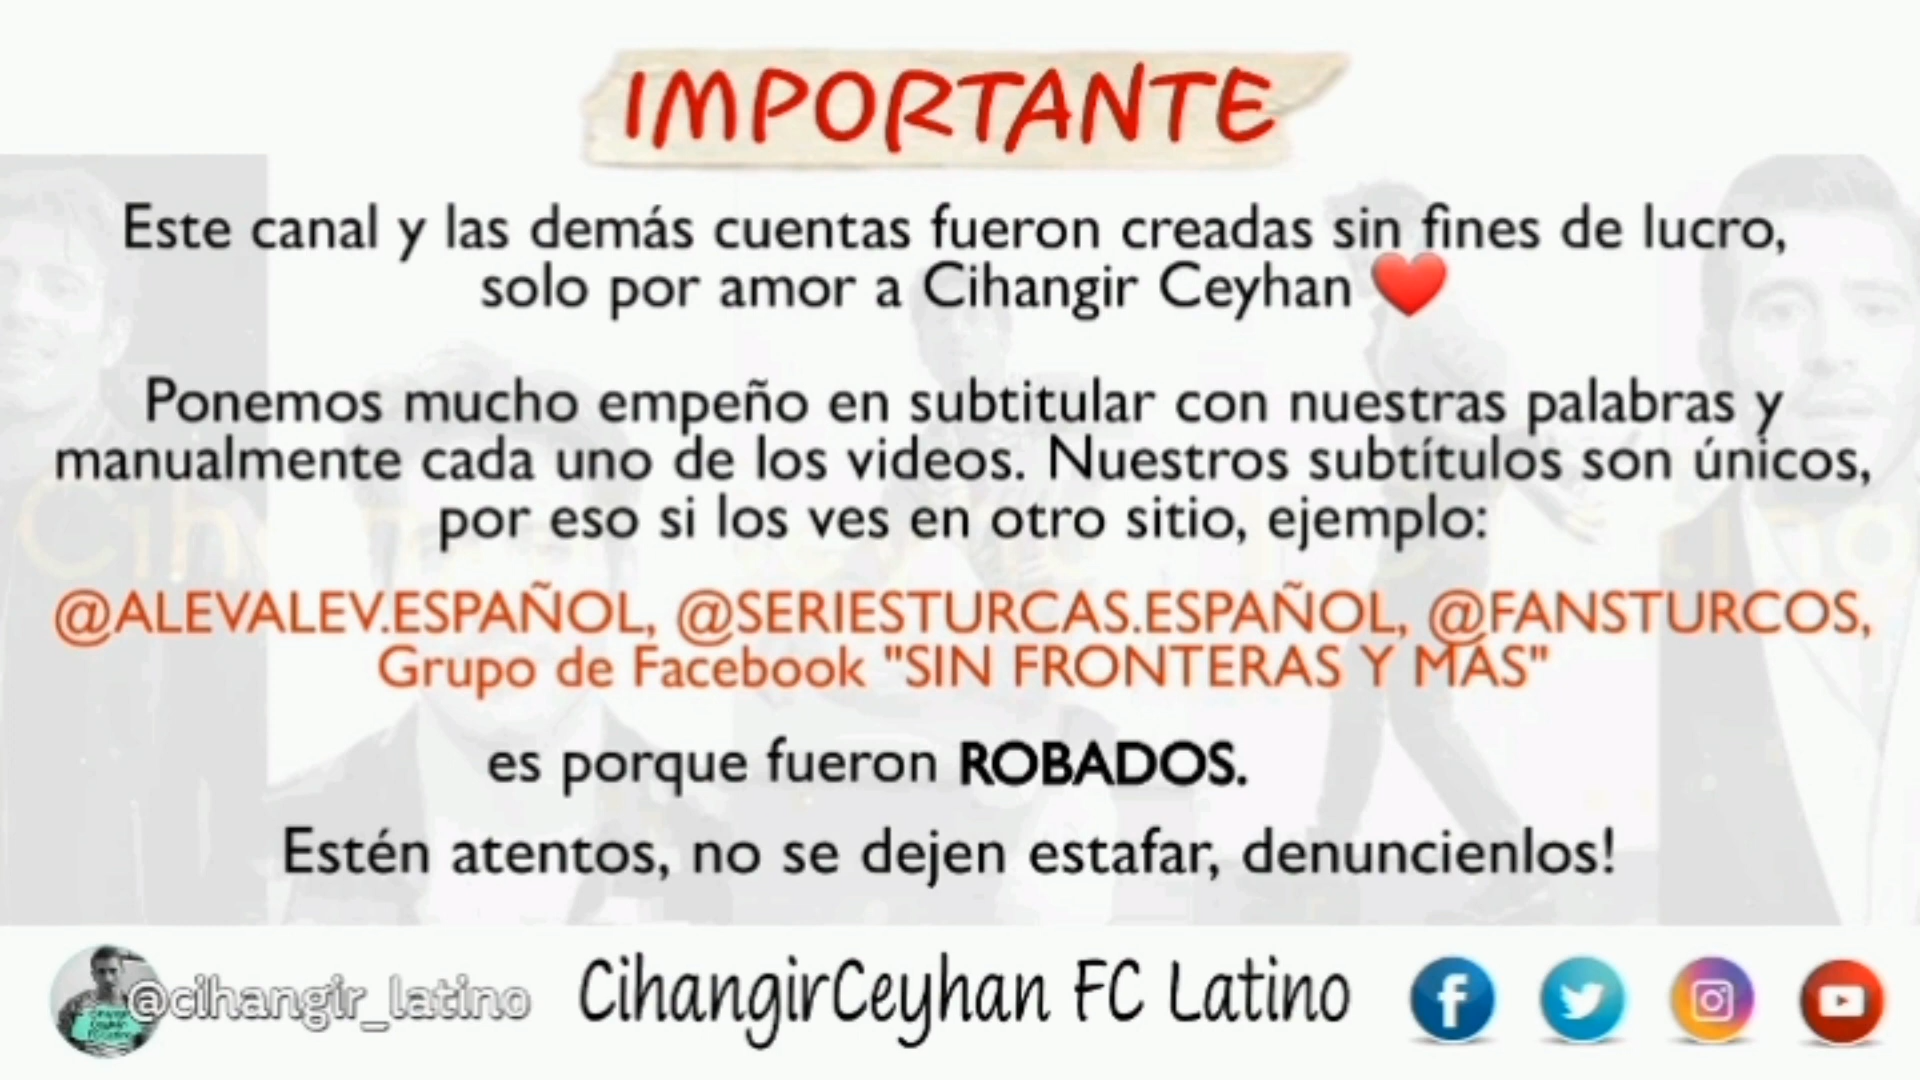 IMPORTANTE
Este canal y las demás cuentas fueron creadas sin fines de lucro,
solo por amor a Cihangir Ceyhan ❤️
Ponemos mucho empeño en subtitular con nuestras palabras y
manualmente cada uno de los videos. Nuestros subtítulos son únicos,
por eso si los ves en otro sitio, ejemplo:
@ALEVALEV.ESPAÑOL, @SERIESTURCAS.ESPAÑOL, @FANSTURCOS,
Grupo de Facebook "SIN FRONTERAS Y MÁS"
es porque fueron ROBADOS.
Estén atentos, no se dejen estafar, denuncienlos!
@cihangir_latino
CihangirCeyhan FC Latino